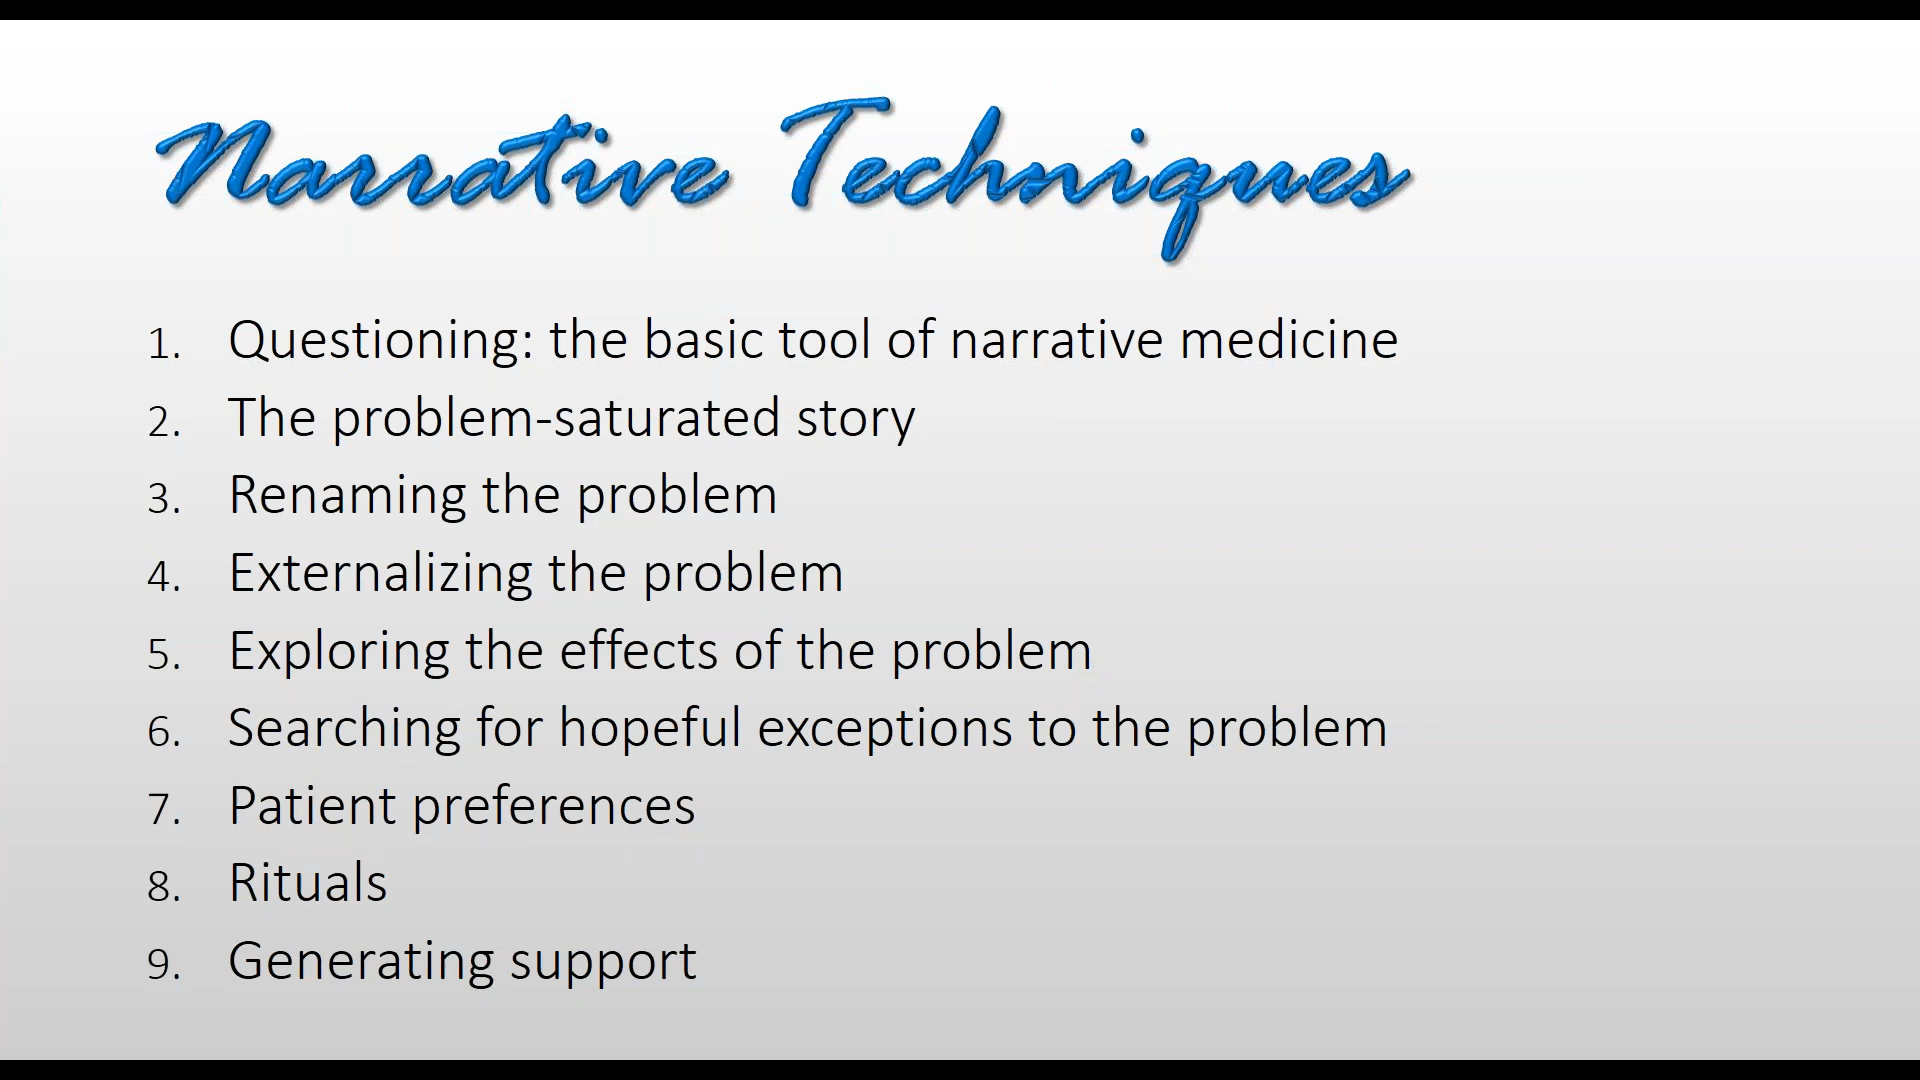 Narrative Techniques
1. Questioning: the basic tool of narrative medicine
2. The problem-saturated story
3. Renaming the problem
4. Externalizing the problem
5. Exploring the effects of the problem
6. Searching for hopeful exceptions to the problem
7. Patient preferences
8. Rituals
9. Generating support